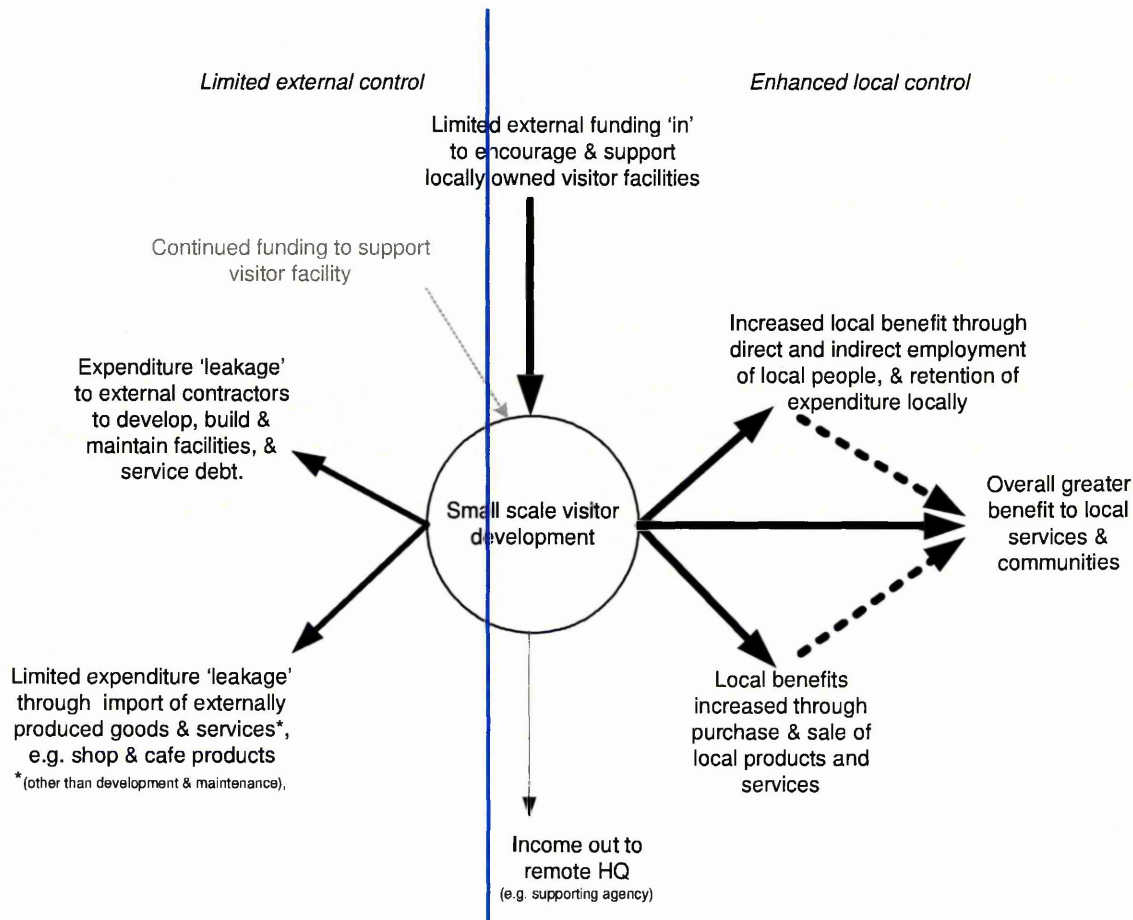 Limited external control
Enhanced local control
Limited external funding ‘in’
to encourage & support
locally owned visitor facilities
Continued funding to support
visitor facility
Expenditure ‘leakage’
to external contractors
to develop, build &
maintain facilities, &
service debt.
Increased local benefit through
direct and indirect employment
of local people, & retention of
expenditure locally
Small scale visitor
development
Overall greater
benefit to local
services &
communities
Limited expenditure ‘leakage’
through import of externally
produced goods & services*,
e.g. shop & cafe products
*(other than development & maintenance),
Local benefits
increased through
purchase & sale of
local products and
services
Income out to
remote HQ
(e.g. supporting agency)